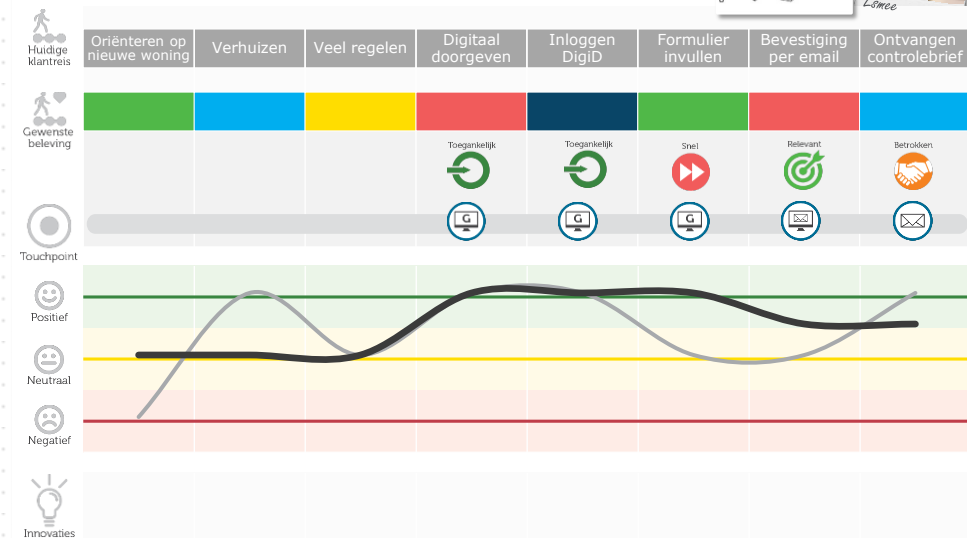 Esmee
Huidige
klantreis
Oriënteren op
nieuwe woning
Verhuizen
Veel regelen
Digitaal
doorgeven
Inloggen
DigiD
Formulier
invullen
Bevestiging
per email
Ontvangen
controlebrief
Gewenste
beleving
Toegankelijk
Toegankelijk
Snel
Relevant
Betrokken
G
G
G
Touchpoint
Positief
Neutraal
Negatief
Innovaties